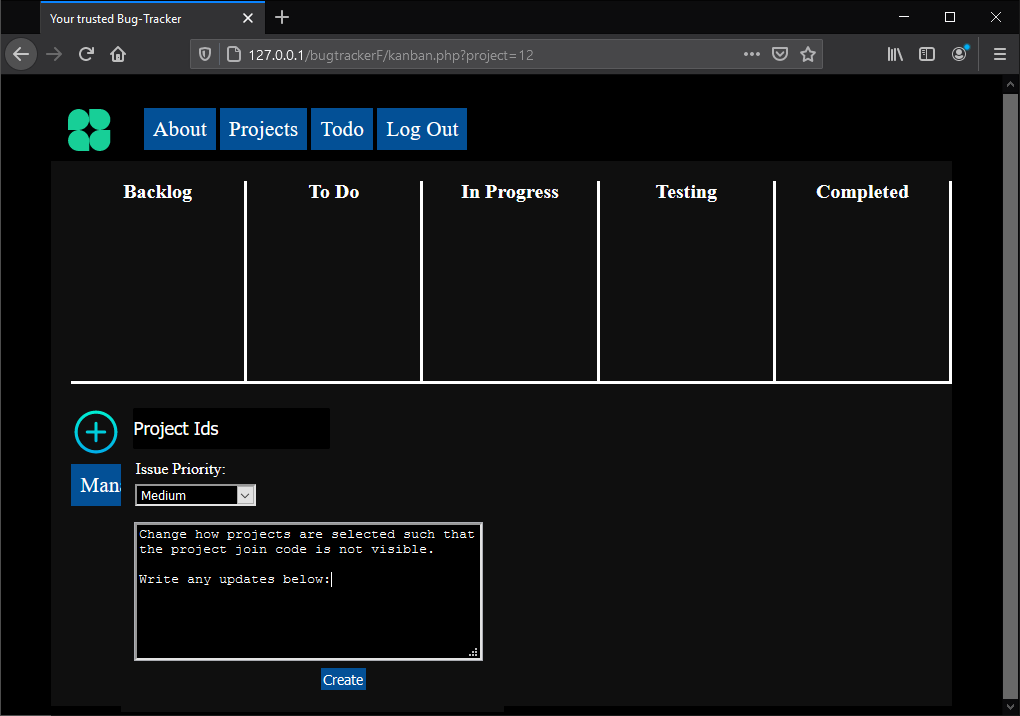 Your trusted Bug-Tracker
127.0.0.1/bugtrackerF/kanban.php?project=12
About Projects Todo Log Out
Backlog To Do In Progress Testing Completed
Project Ids
Issue Priority:
Mana
Medium
Change how projects are selected such that
the project join code is not visible.
Write any updates below:
Create